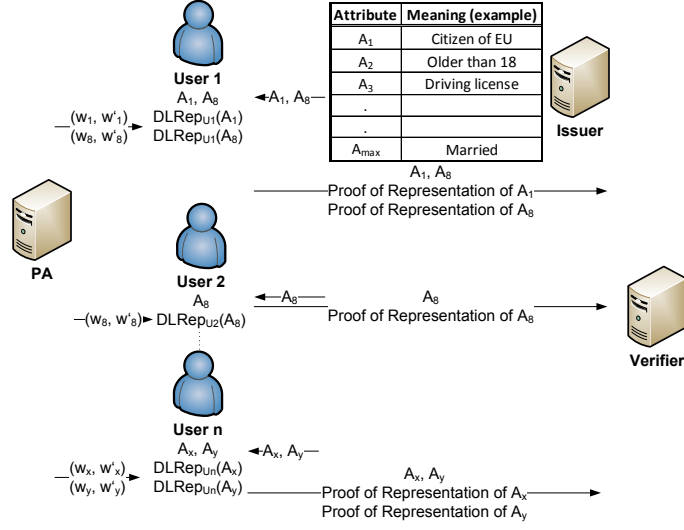 Attribute Meaning (example)
A₁ Citizen of EU
A₂ Older than 18
A₃ Driving license
.
.
Amax Married
Issuer
User 1
A₁, A₈
A₁, A₈
(w₁, w‘₁)
(w₈, w‘₈)
DLRepU1(A₁)
DLRepU1(A₈)
A₁, A₈
Proof of Representation of A₁
Proof of Representation of A₈
PA
User 2
A₈
A₈
(w₈, w‘₈)
DLRepU2(A₈)
A₈
Proof of Representation of A₈
Verifier
User n
Aₓ, Ay
Aₓ, Ay
(wₓ, w‘ₓ)
(wy, w‘y)
DLRepUn(Aₓ)
DLRepUn(Ay)
Aₓ, Ay
Proof of Representation of Aₓ
Proof of Representation of Ay